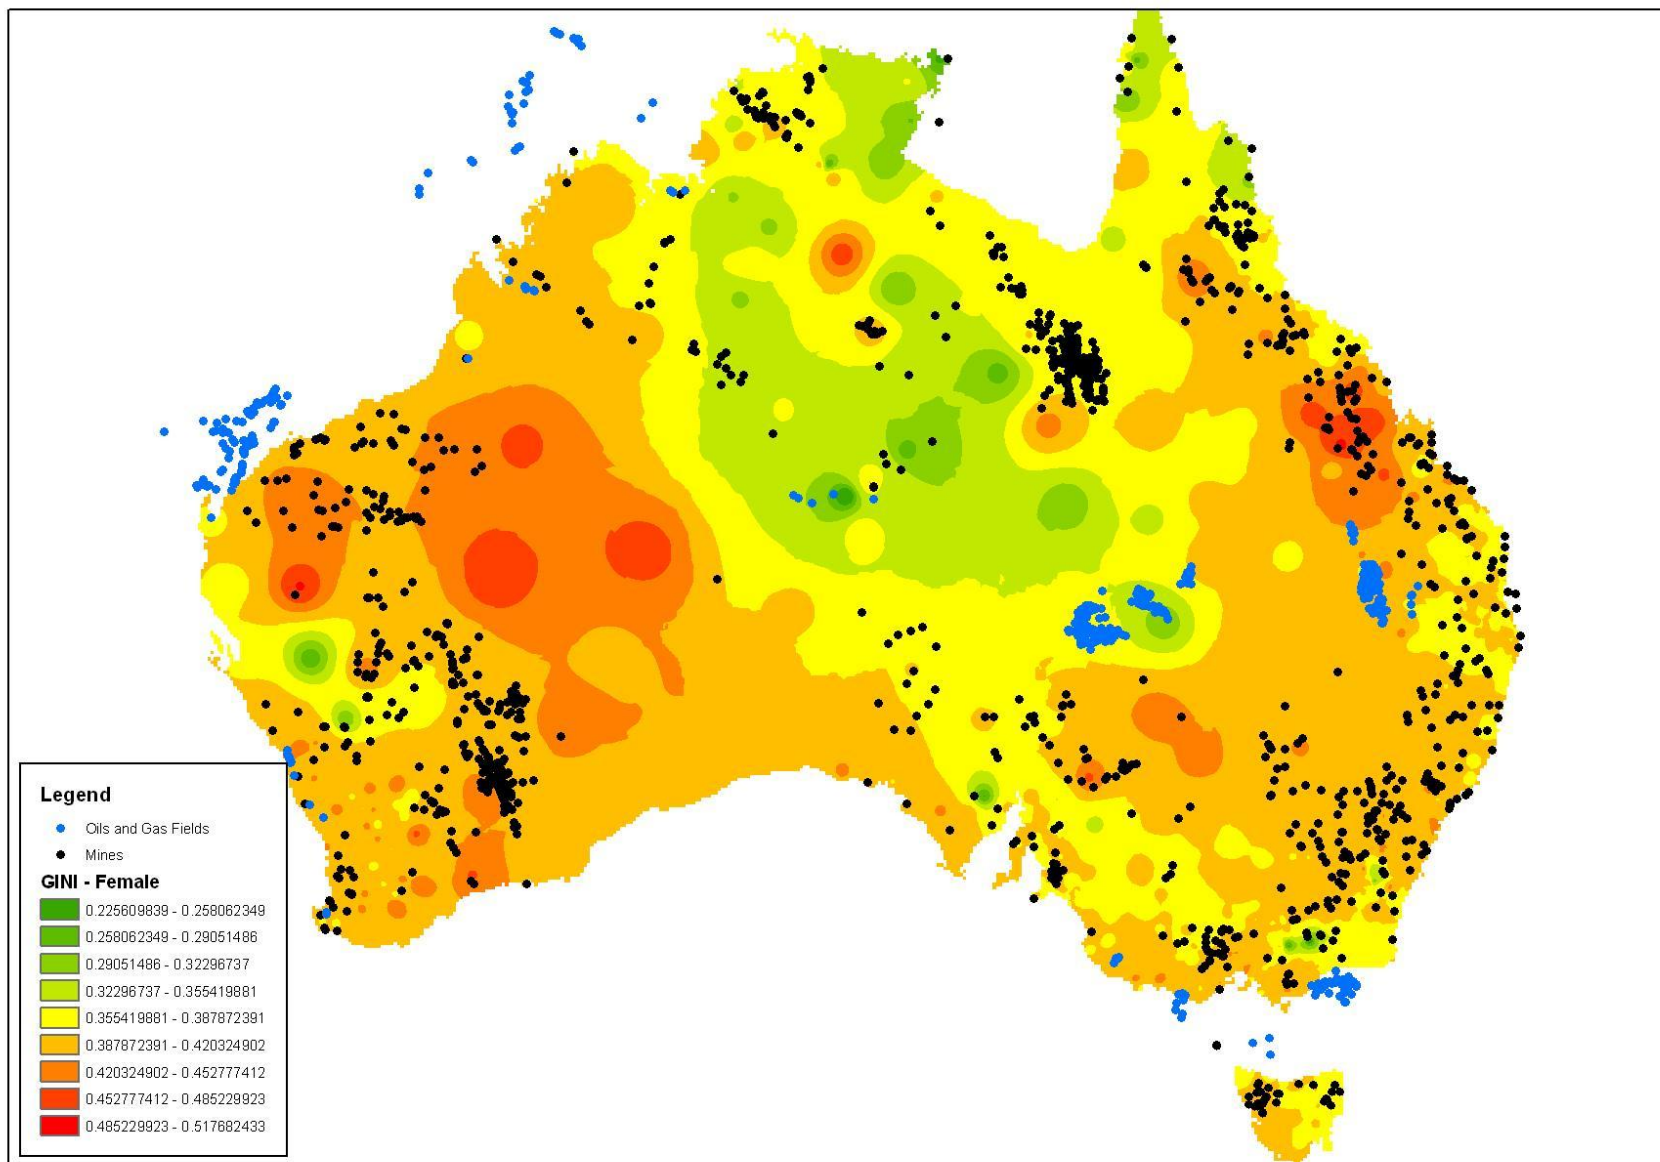 Legend
Oils and Gas Fields
Mines
GINI - Female
0.225609839 - 0.258062349
0.258062349 - 0.29051486
0.29051486 - 0.32296737
0.32296737 - 0.355419881
0.355419881 - 0.387872391
0.387872391 - 0.420324902
0.420324902 - 0.452777412
0.452777412 - 0.485229923
0.485229923 - 0.517682433